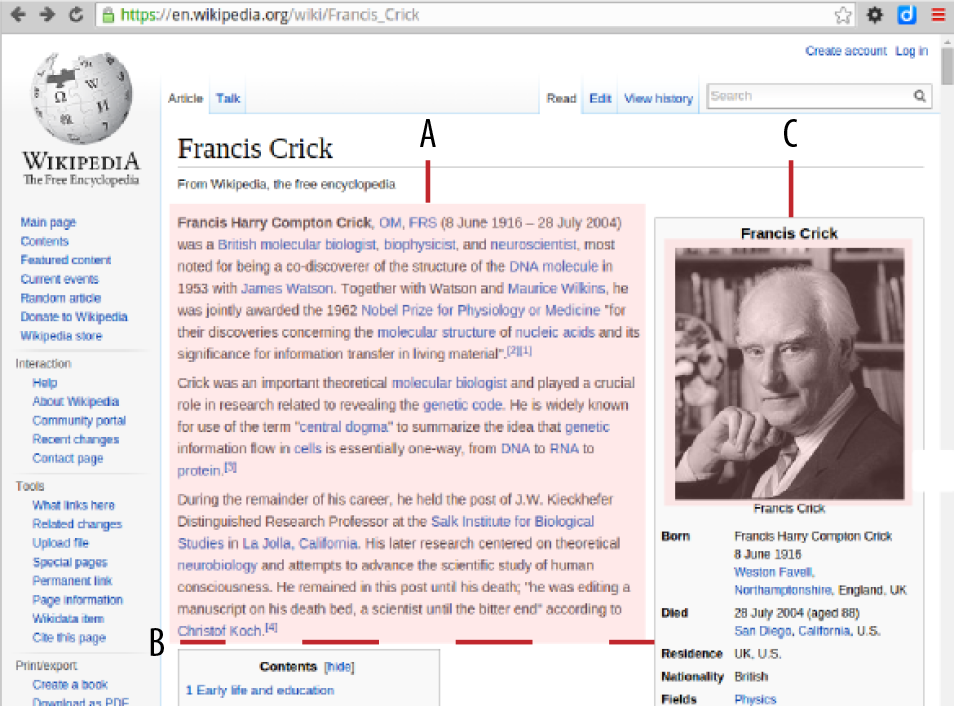 https://en.wikipedia.org/wiki/Francis_Crick
Create account Log in
Article Talk Read Edit View history Search
WIKIPEDIA
The Free Encyclopedia
Main page
Contents
Featured content
Current events
Random article
Donate to Wikipedia
Wikipedia store
Interaction
Help
About Wikipedia
Community portal
Recent changes
Contact page
Tools
What links here
Related changes
Upload file
Special pages
Permanent link
Page information
Wikidata item
Cite this page
Print/export
Create a book
Download as PDF
A
C
B
Francis Crick
From Wikipedia, the free encyclopedia
Francis Harry Compton Crick, OM, FRS (8 June 1916 – 28 July 2004)
was a British molecular biologist, biophysicist, and neuroscientist, most
noted for being a co-discoverer of the structure of the DNA molecule in
1953 with James Watson. Together with Watson and Maurice Wilkins, he
was jointly awarded the 1962 Nobel Prize for Physiology or Medicine "for
their discoveries concerning the molecular structure of nucleic acids and its
significance for information transfer in living material".[2][1]
Crick was an important theoretical molecular biologist and played a crucial
role in research related to revealing the genetic code. He is widely known
for use of the term "central dogma" to summarize the idea that genetic
information flow in cells is essentially one-way, from DNA to RNA to
protein.[3]
During the remainder of his career, he held the post of J.W. Kieckhefer
Distinguished Research Professor at the Salk Institute for Biological
Studies in La Jolla, California. His later research centered on theoretical
neurobiology and attempts to advance the scientific study of human
consciousness. He remained in this post until his death; "he was editing a
manuscript on his death bed, a scientist until the bitter end" according to
Christof Koch.[4]
Contents [hide]
1 Early life and education
Francis Crick
Francis Crick
Born Francis Harry Compton Crick
8 June 1916
Weston Favell,
Northamptonshire, England, UK
Died 28 July 2004 (aged 88)
San Diego, California, U.S.
Residence UK, U.S.
Nationality British
Fields Physics